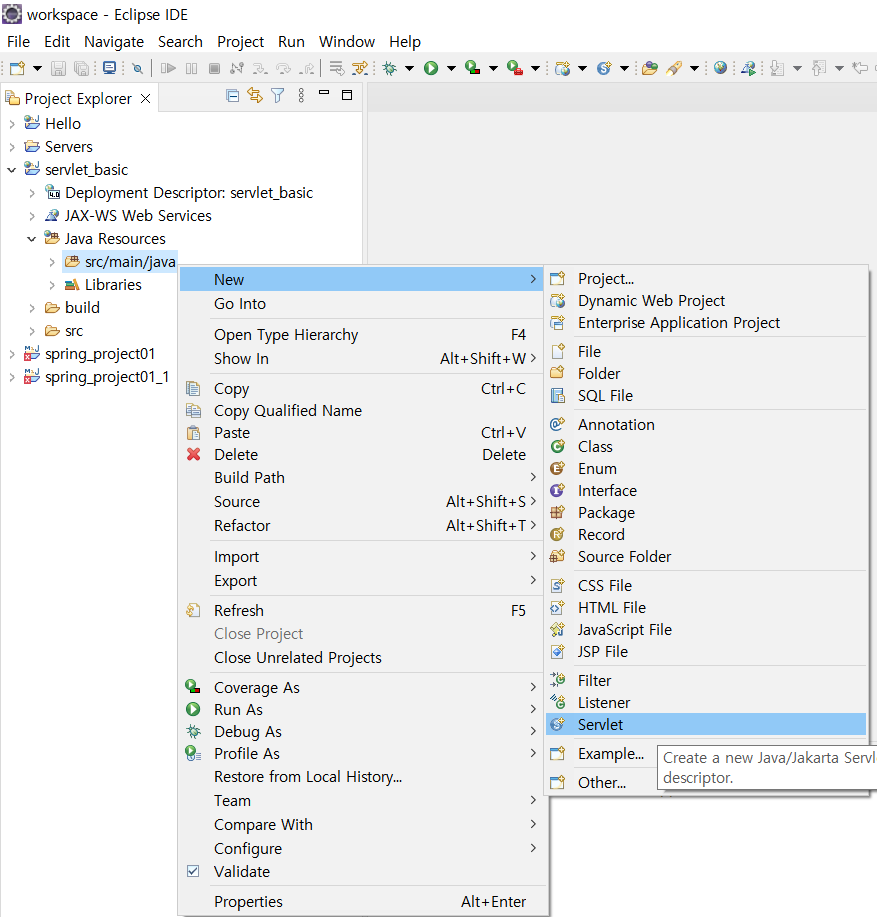 workspace - Eclipse IDE
File Edit Navigate Search Project Run Window Help
Project Explorer
Hello
Servers
servlet_basic
Deployment Descriptor: servlet_basic
JAX-WS Web Services
Java Resources
src/main/java
Libraries
build
src
spring_project01
spring_project01_1
New
Go Into
Open Type Hierarchy F4
Show In Alt+Shift+W
Copy Ctrl+C
Copy Qualified Name
Paste Ctrl+V
Delete Delete
Build Path
Source Alt+Shift+S
Refactor Alt+Shift+T
Import
Export
Refresh F5
Close Project
Close Unrelated Projects
Coverage As
Run As
Debug As
Profile As
Restore from Local History...
Team
Compare With
Configure
Validate
Properties Alt+Enter
Project...
Dynamic Web Project
Enterprise Application Project
File
Folder
SQL File
Annotation
Class
Enum
Interface
Package
Record
Source Folder
CSS File
HTML File
JavaScript File
JSP File
Filter
Listener
Servlet
Example...
Other...
Create a new Java/Jakarta Servl
descriptor.